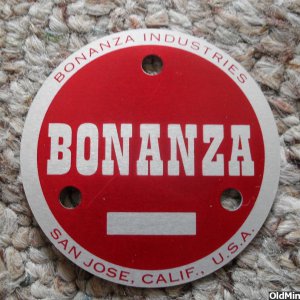 BONANZA INDUSTRIES
BONANZA
SAN JOSE, CALIF., U.S.A.